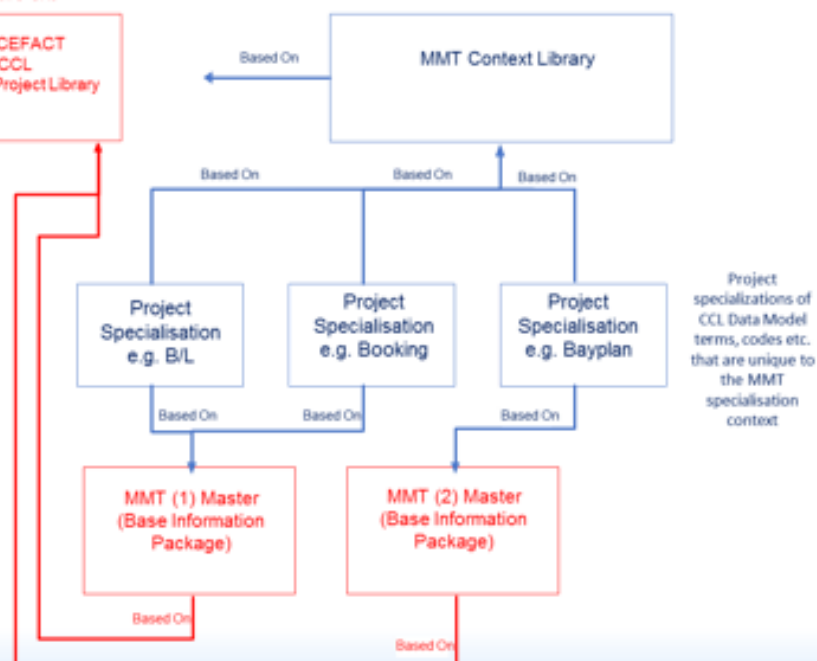 CEFACT
CCL
Project Library
Based On
MMT Context Library
Based On
Based On
Based On
Project
Specialisation
e.g. B/L
Project
Specialisation
e.g. Booking
Project
Specialisation
e.g. Bayplan
Project
specializations of
CCL Data Model
terms, codes etc.
that are unique to
the MMT
specialisation
context
Based On
Based On
Based On
MMT (1) Master
(Base Information
Package)
MMT (2) Master
(Base Information
Package)
Based On
Based On